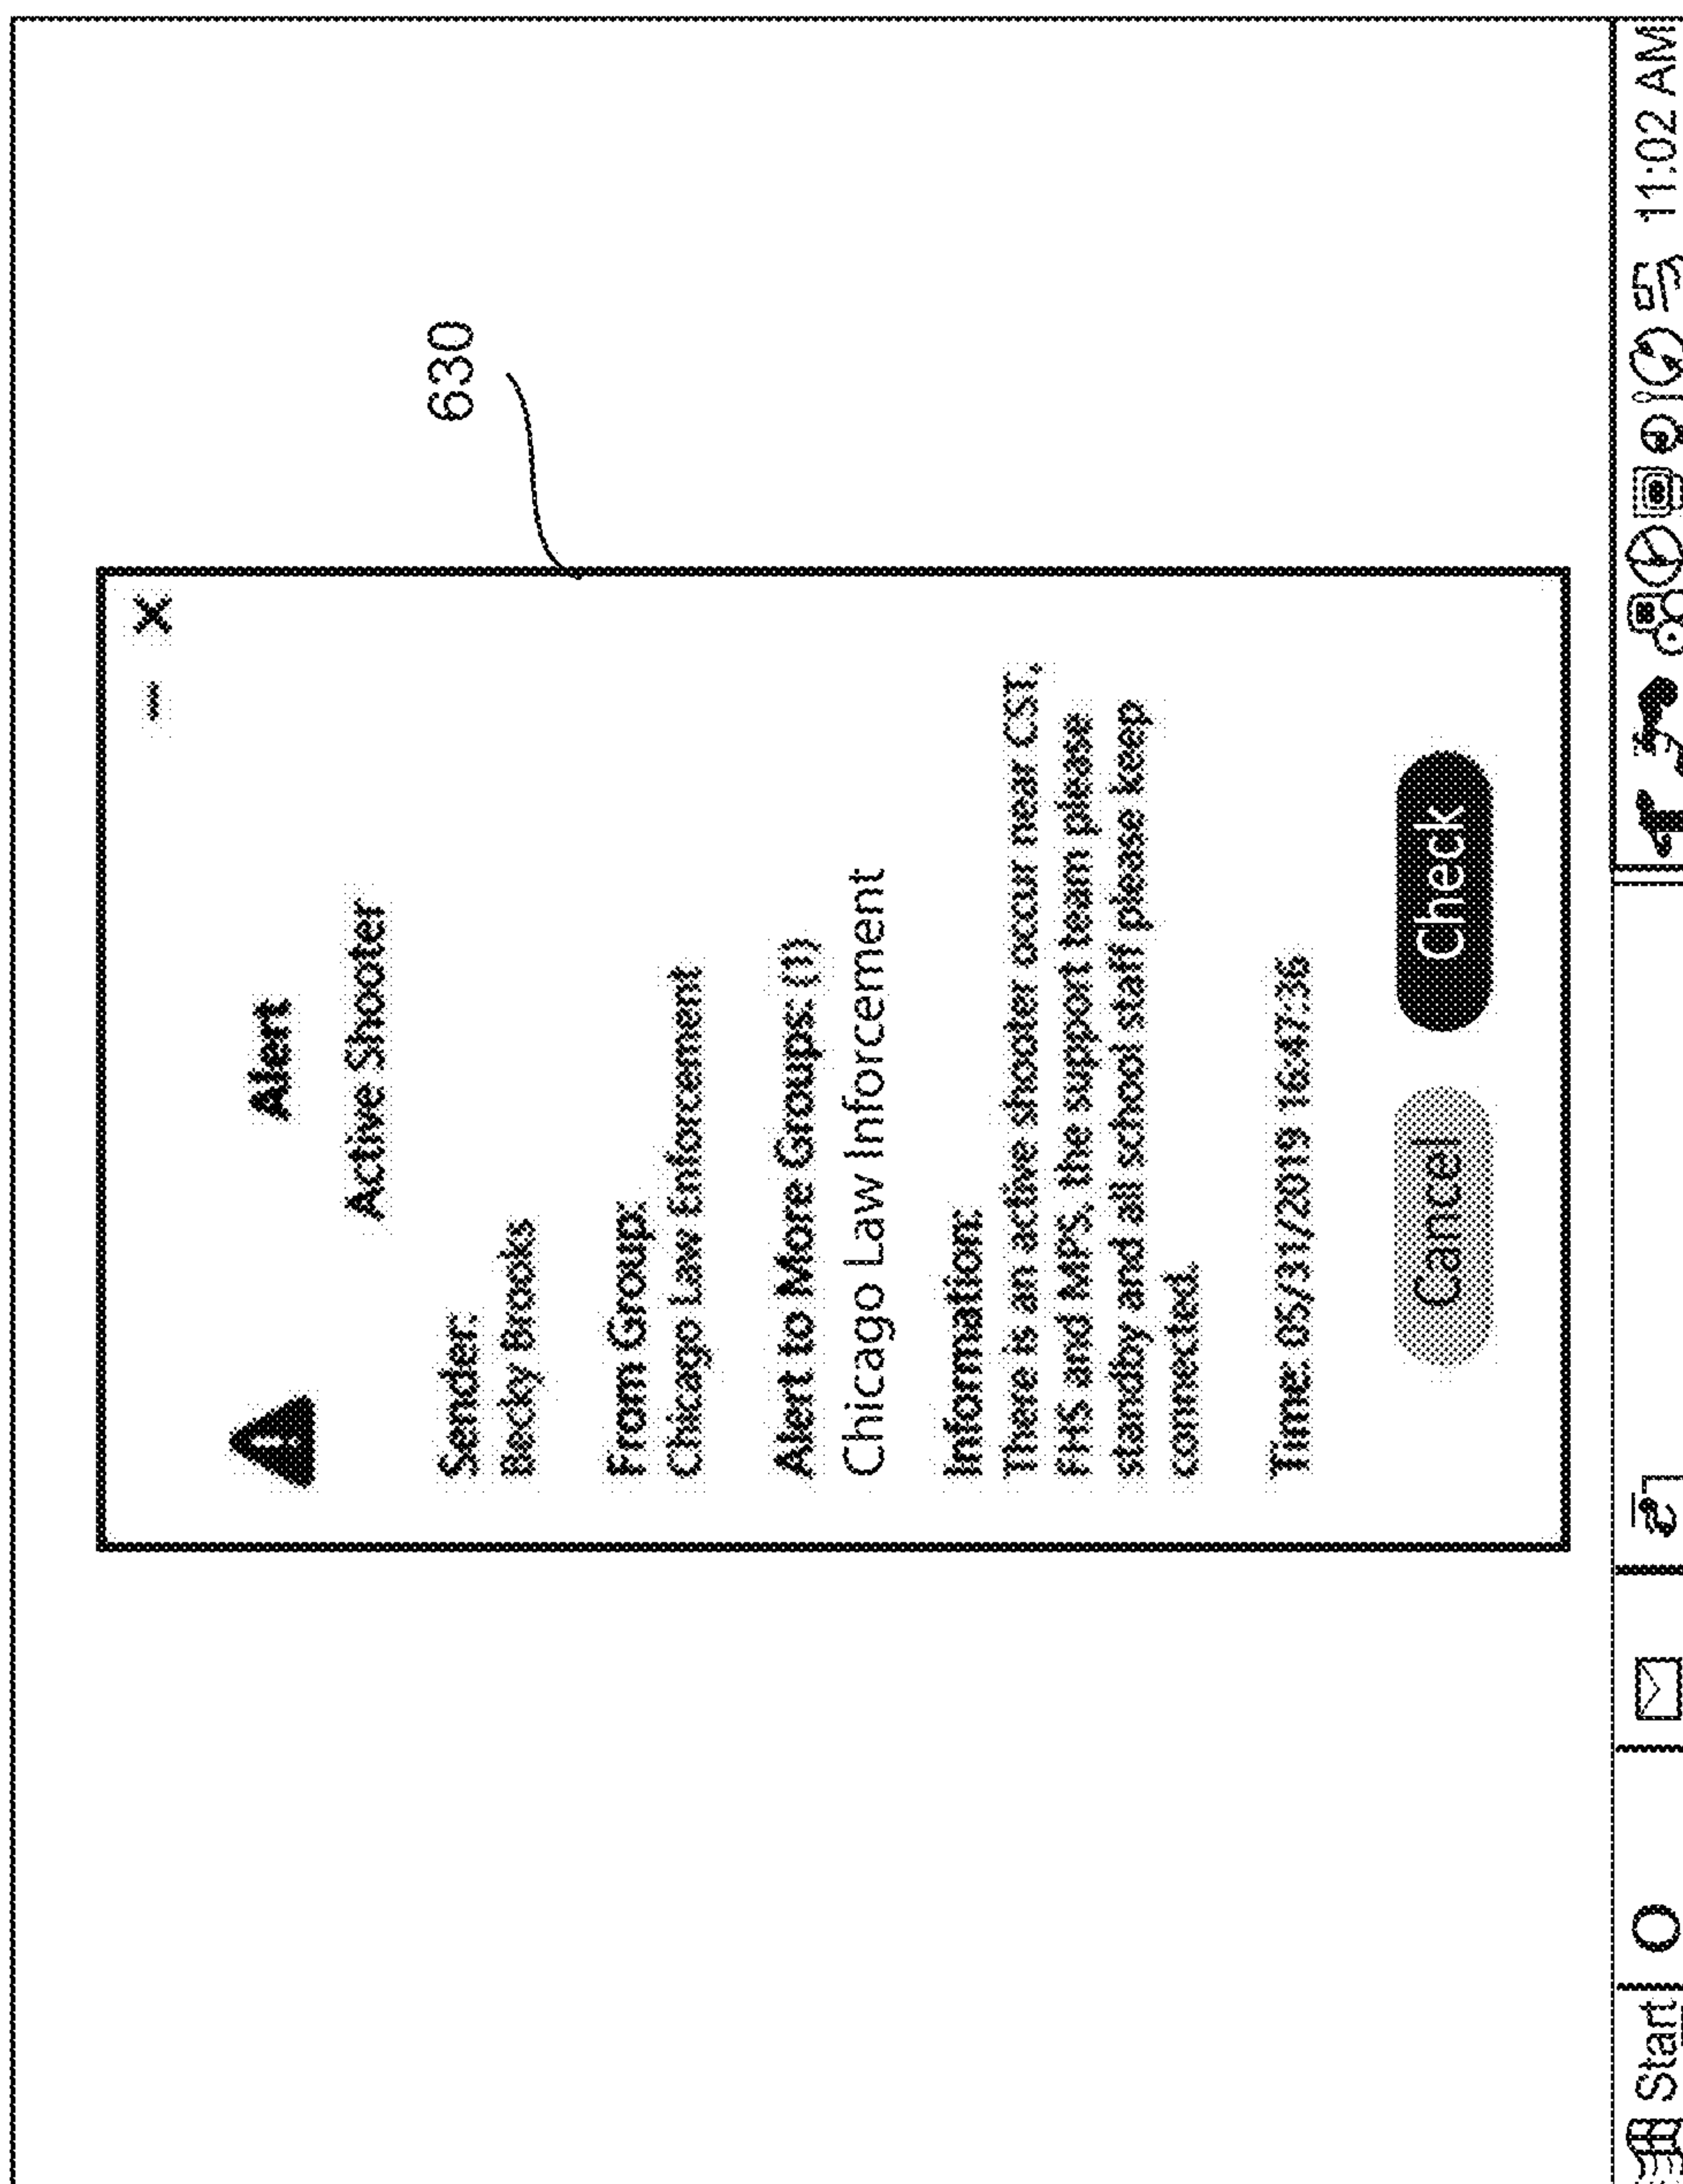 630
Alert
Active Shooter
Sender:
Becky Brooks
From Group:
Chicago Law Enforcement
Alert to More Groups: (1)
Chicago Law Inforcement
Information:
There is an active shooter occur near CST,
FHS and MPS, the support team please
standby and all school staff please keep
connected.
Time: 05/31/2019 16:47:36
Cancel Check
Start 11:02 AM